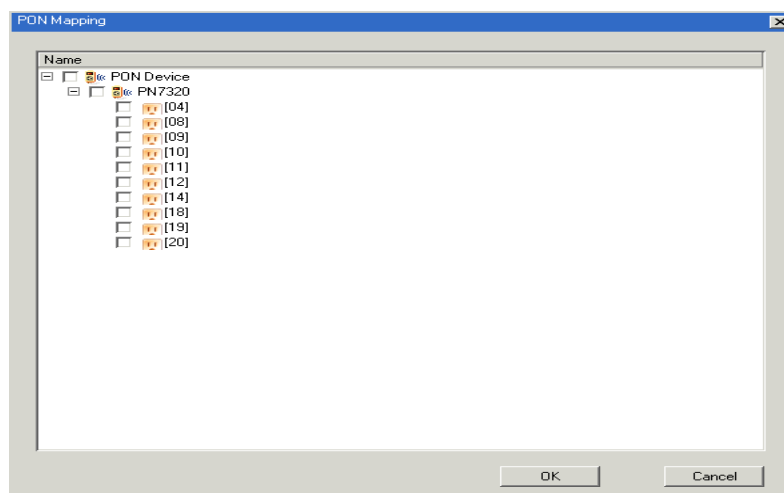 PON Mapping
Name
PON Device
PN7320
[04]
[08]
[09]
[10]
[11]
[12]
[14]
[18]
[19]
[20]
OK
Cancel